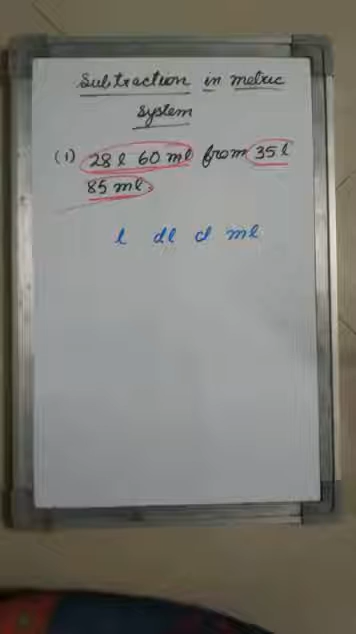 Subtraction in metric
system
(1) 28 l 60 ml from 35 l
85 ml.
l dl cl ml